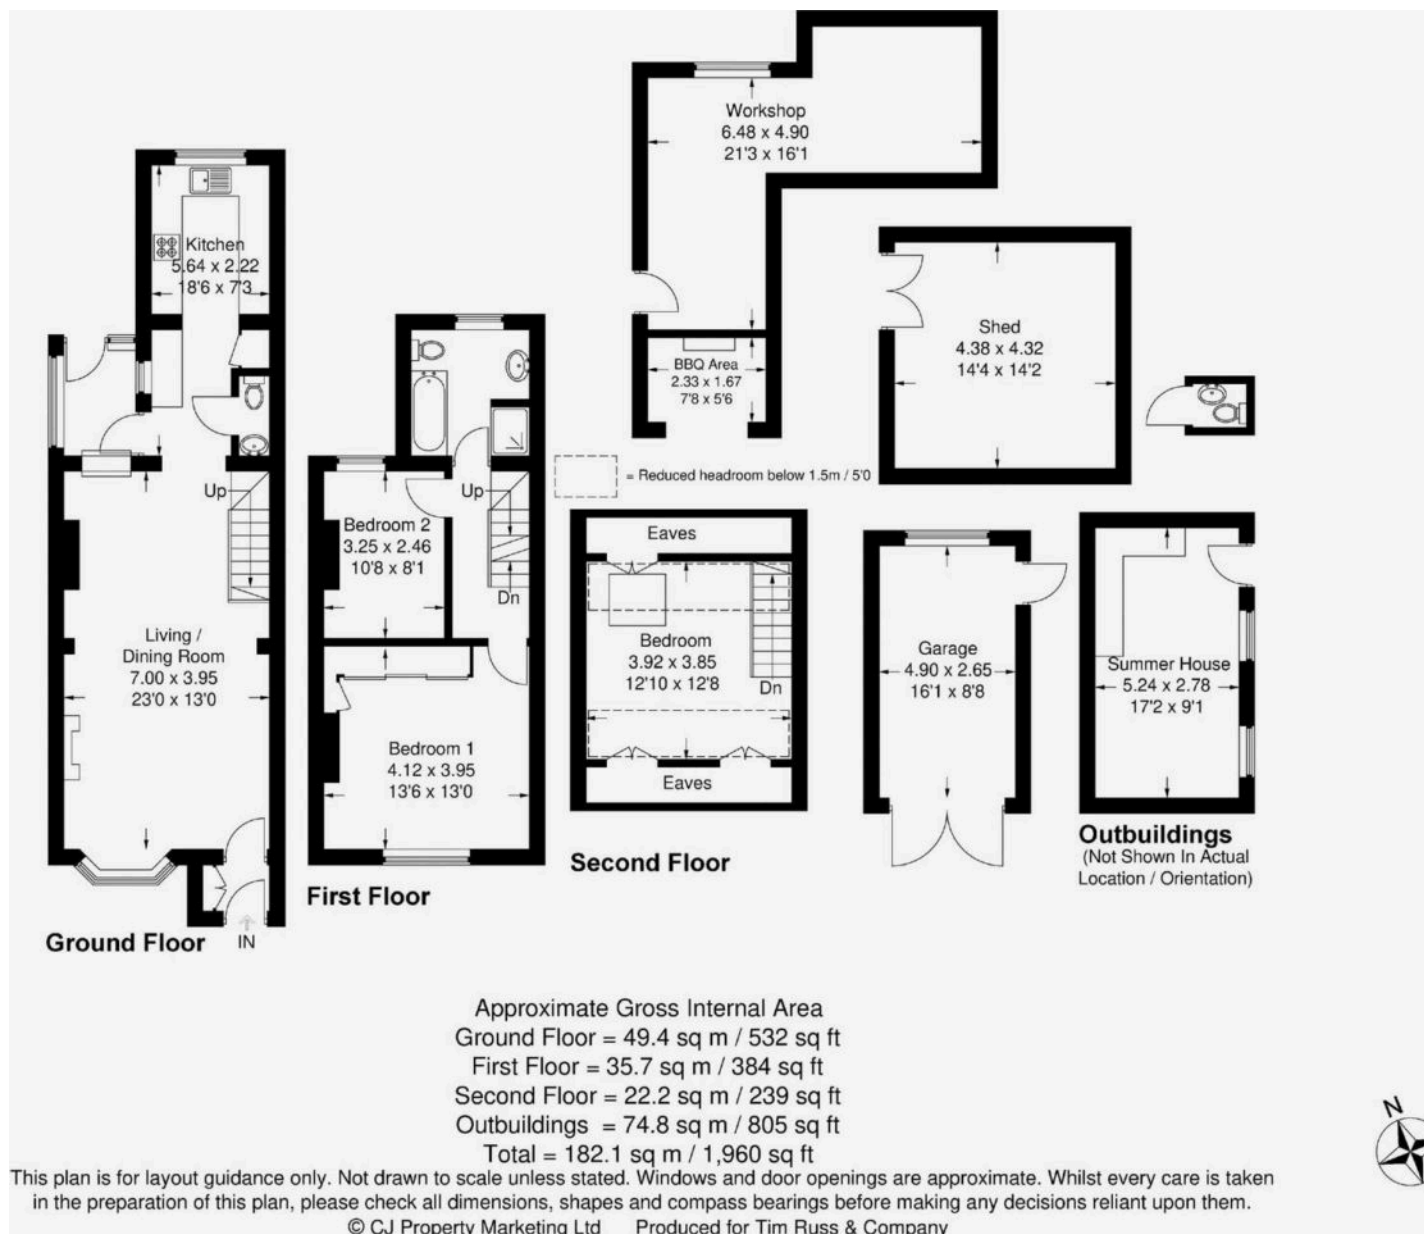 Workshop
6.48 x 4.90
21'3 x 16'1
Kitchen
5.64 x 2.22
18'6 x 7'3
Shed
4.38 x 4.32
14'4 x 14'2
BBQ Area
2.33 x 1.67
7'8 x 5'6
= Reduced headroom below 1.5m / 5'0
Up
Up
Bedroom 2
3.25 x 2.46
10'8 x 8'1
Dn
Eaves
Bedroom
3.92 x 3.85
12'10 x 12'8
Dn
Eaves
Living /
Dining Room
7.00 x 3.95
23'0 x 13'0
Bedroom 1
4.12 x 3.95
13'6 x 13'0
Garage
4.90 x 2.65
16'1 x 8'8
Summer House
5.24 x 2.78
17'2 x 9'1
Outbuildings
(Not Shown In Actual
Location / Orientation)
Second Floor
First Floor
Ground Floor
IN
Approximate Gross Internal Area
Ground Floor = 49.4 sq m / 532 sq ft
First Floor = 35.7 sq m / 384 sq ft
Second Floor = 22.2 sq m / 239 sq ft
Outbuildings = 74.8 sq m / 805 sq ft
Total = 182.1 sq m / 1,960 sq ft
N
This plan is for layout guidance only. Not drawn to scale unless stated. Windows and door openings are approximate. Whilst every care is taken
in the preparation of this plan, please check all dimensions, shapes and compass bearings before making any decisions reliant upon them.
© CJ Property Marketing Ltd Produced for Tim Russ & Company